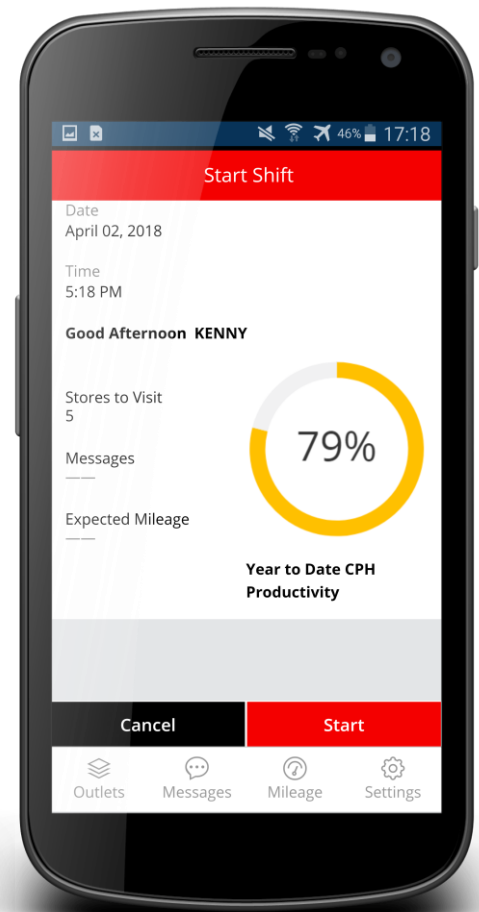 46% 17:18
Start Shift
Date
April 02, 2018
Time
5:18 PM
Good Afternoon KENNY
Stores to Visit
5
79%
Messages
——
Expected Mileage
——
Year to Date CPH
Productivity
Cancel Start
Outlets Messages Mileage Settings